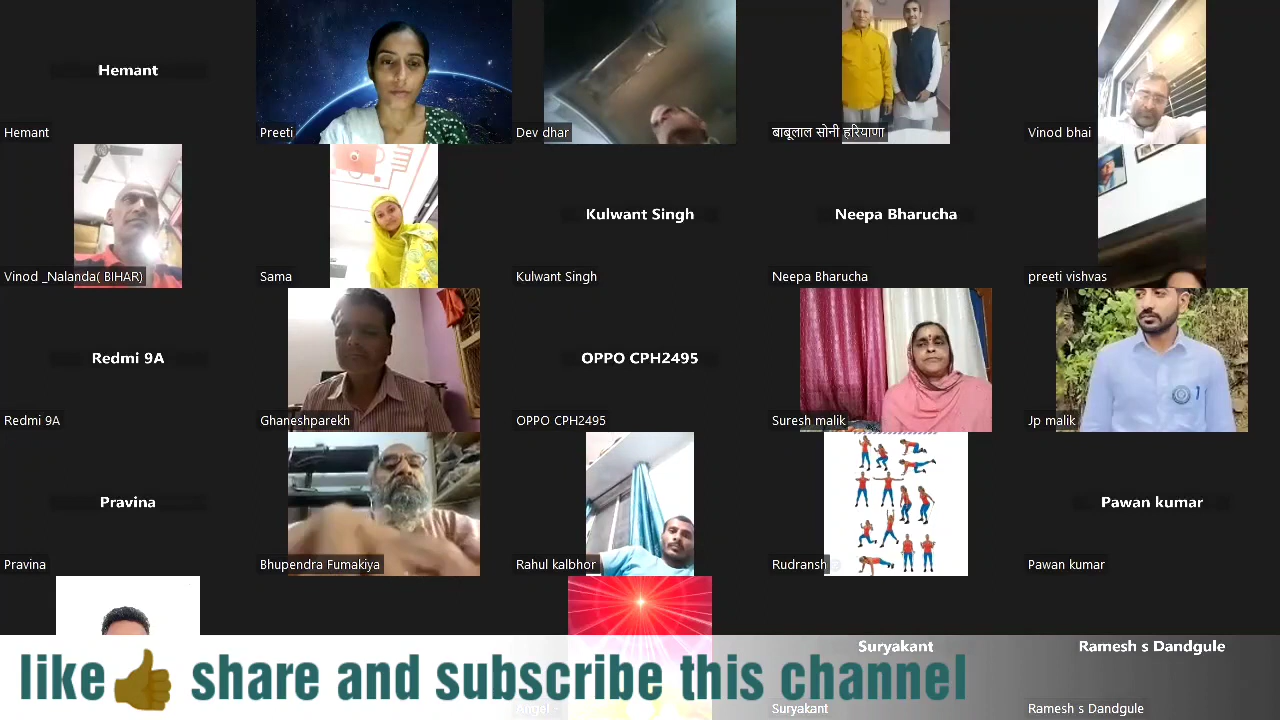 Hemant
Hemant
Preeti
Dev dhar
बाबूलाल सोनी हरियाणा
Vinod bhai
Vinod _Nalanda( BIHAR)
Sama
Kulwant Singh
Kulwant Singh
Neepa Bharucha
Neepa Bharucha
preeti vishvas
Redmi 9A
Redmi 9A
Ghaneshparekh
OPPO CPH2495
OPPO CPH2495
Suresh malik
Jp malik
Pravina
Pravina
Bhupendra Fumakiya
Rahul kalbhor
Rudransh
Pawan kumar
Pawan kumar
Suryakant
Ramesh s Dandgule
like👍 share and subscribe this channel
Angel -
Suryakant
Ramesh s Dandgule